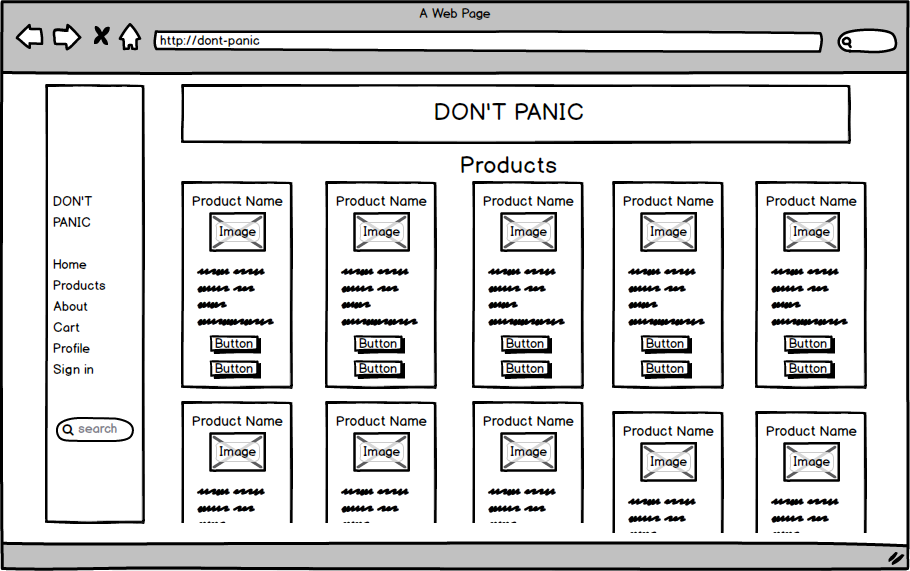 A Web Page
http://dont-panic
DON'T PANIC
DON'T
PANIC
Home
Products
About
Cart
Profile
Sign in
search
Products
Product Name
Image
Button
Button
Product Name
Image
Button
Button
Product Name
Image
Button
Button
Product Name
Image
Button
Button
Product Name
Image
Button
Button
Product Name
Image
Product Name
Image
Product Name
Image
Product Name
Image
Product Name
Image